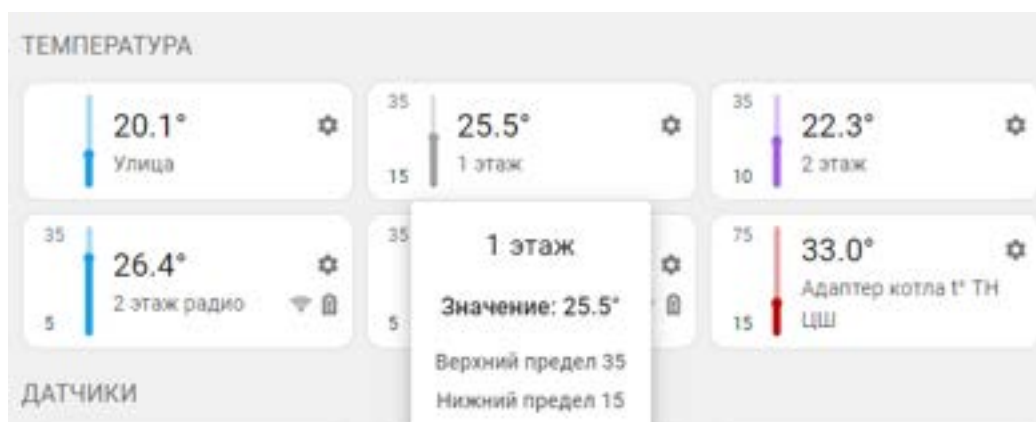 ТЕМПЕРАТУРА
20.1°
Улица
35
15
25.5°
1 этаж
35
10
22.3°
2 этаж
35
5
26.4°
2 этаж радио
35
5
1 этаж
Значение: 25.5°
Верхний предел 35
Нижний предел 15
75
15
33.0°
Адаптер котла t° ТН
ЦШ
ДАТЧИКИ